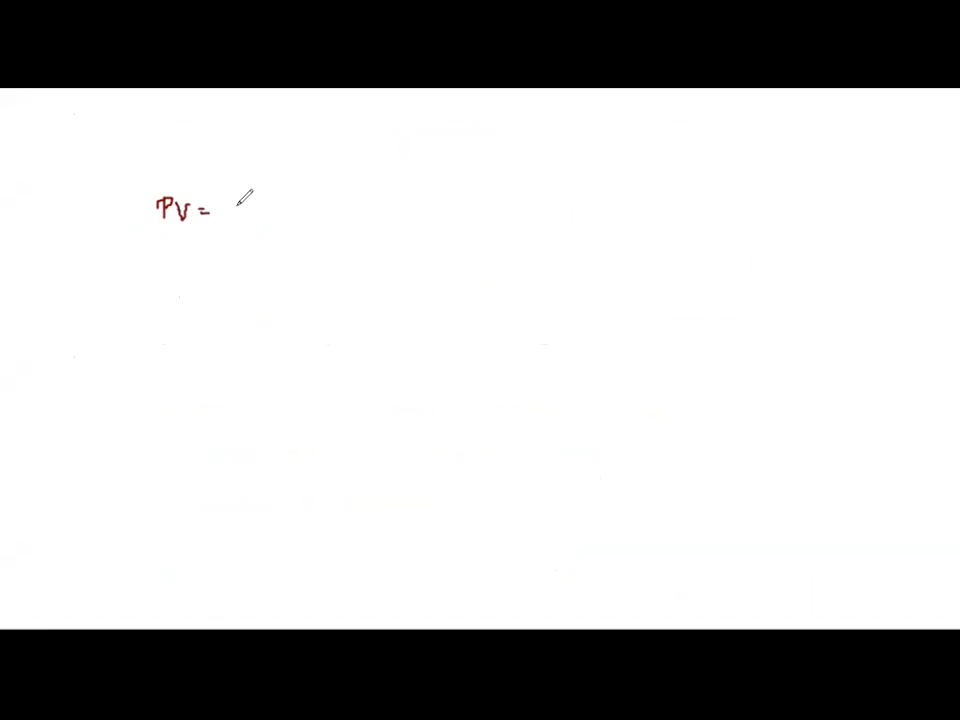 PV =